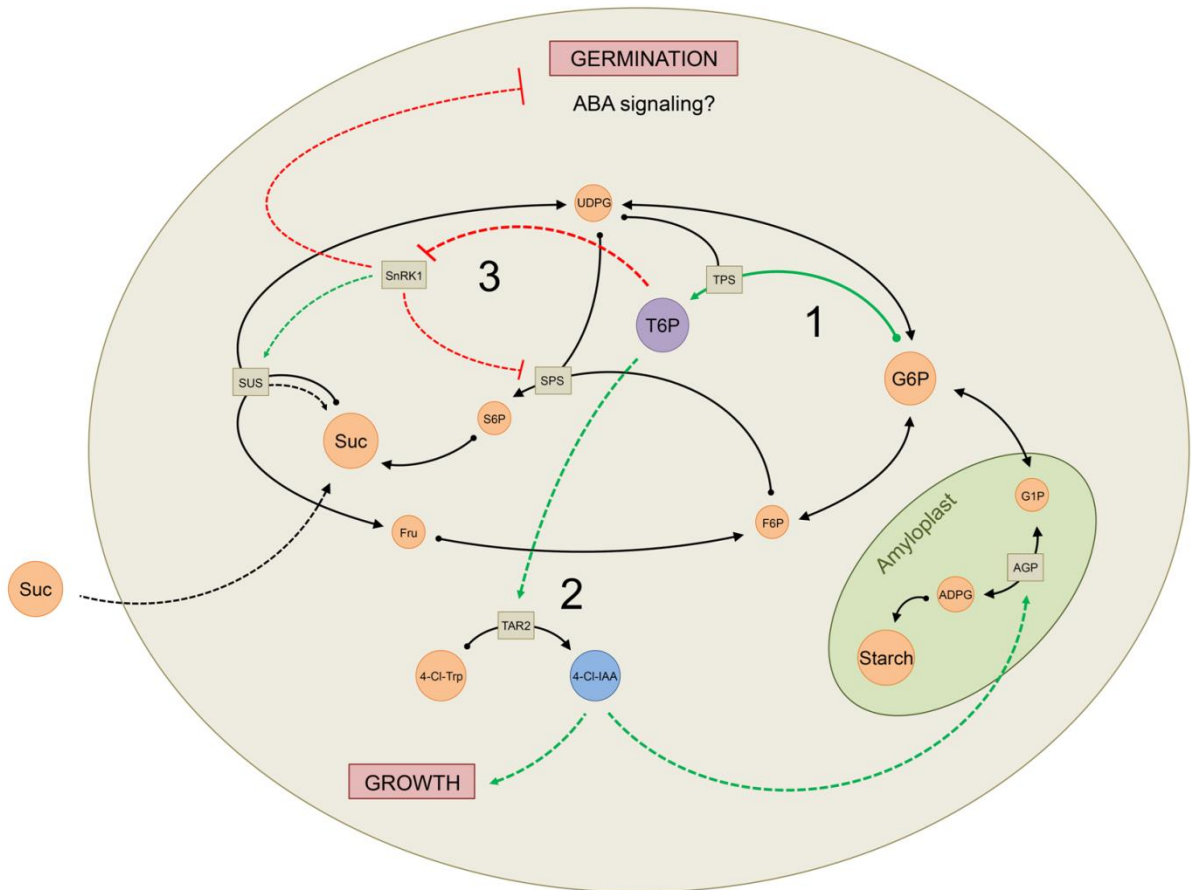 GERMINATION
ABA signaling?
UDPG
SnRK1
3
TPS
T6P
1
SUS
SPS
G6P
Suc
S6P
G1P
Fru
F6P
Amyloplast
AGP
Suc
2
ADPG
TAR2
Starch
4-Cl-Trp
4-Cl-IAA
GROWTH